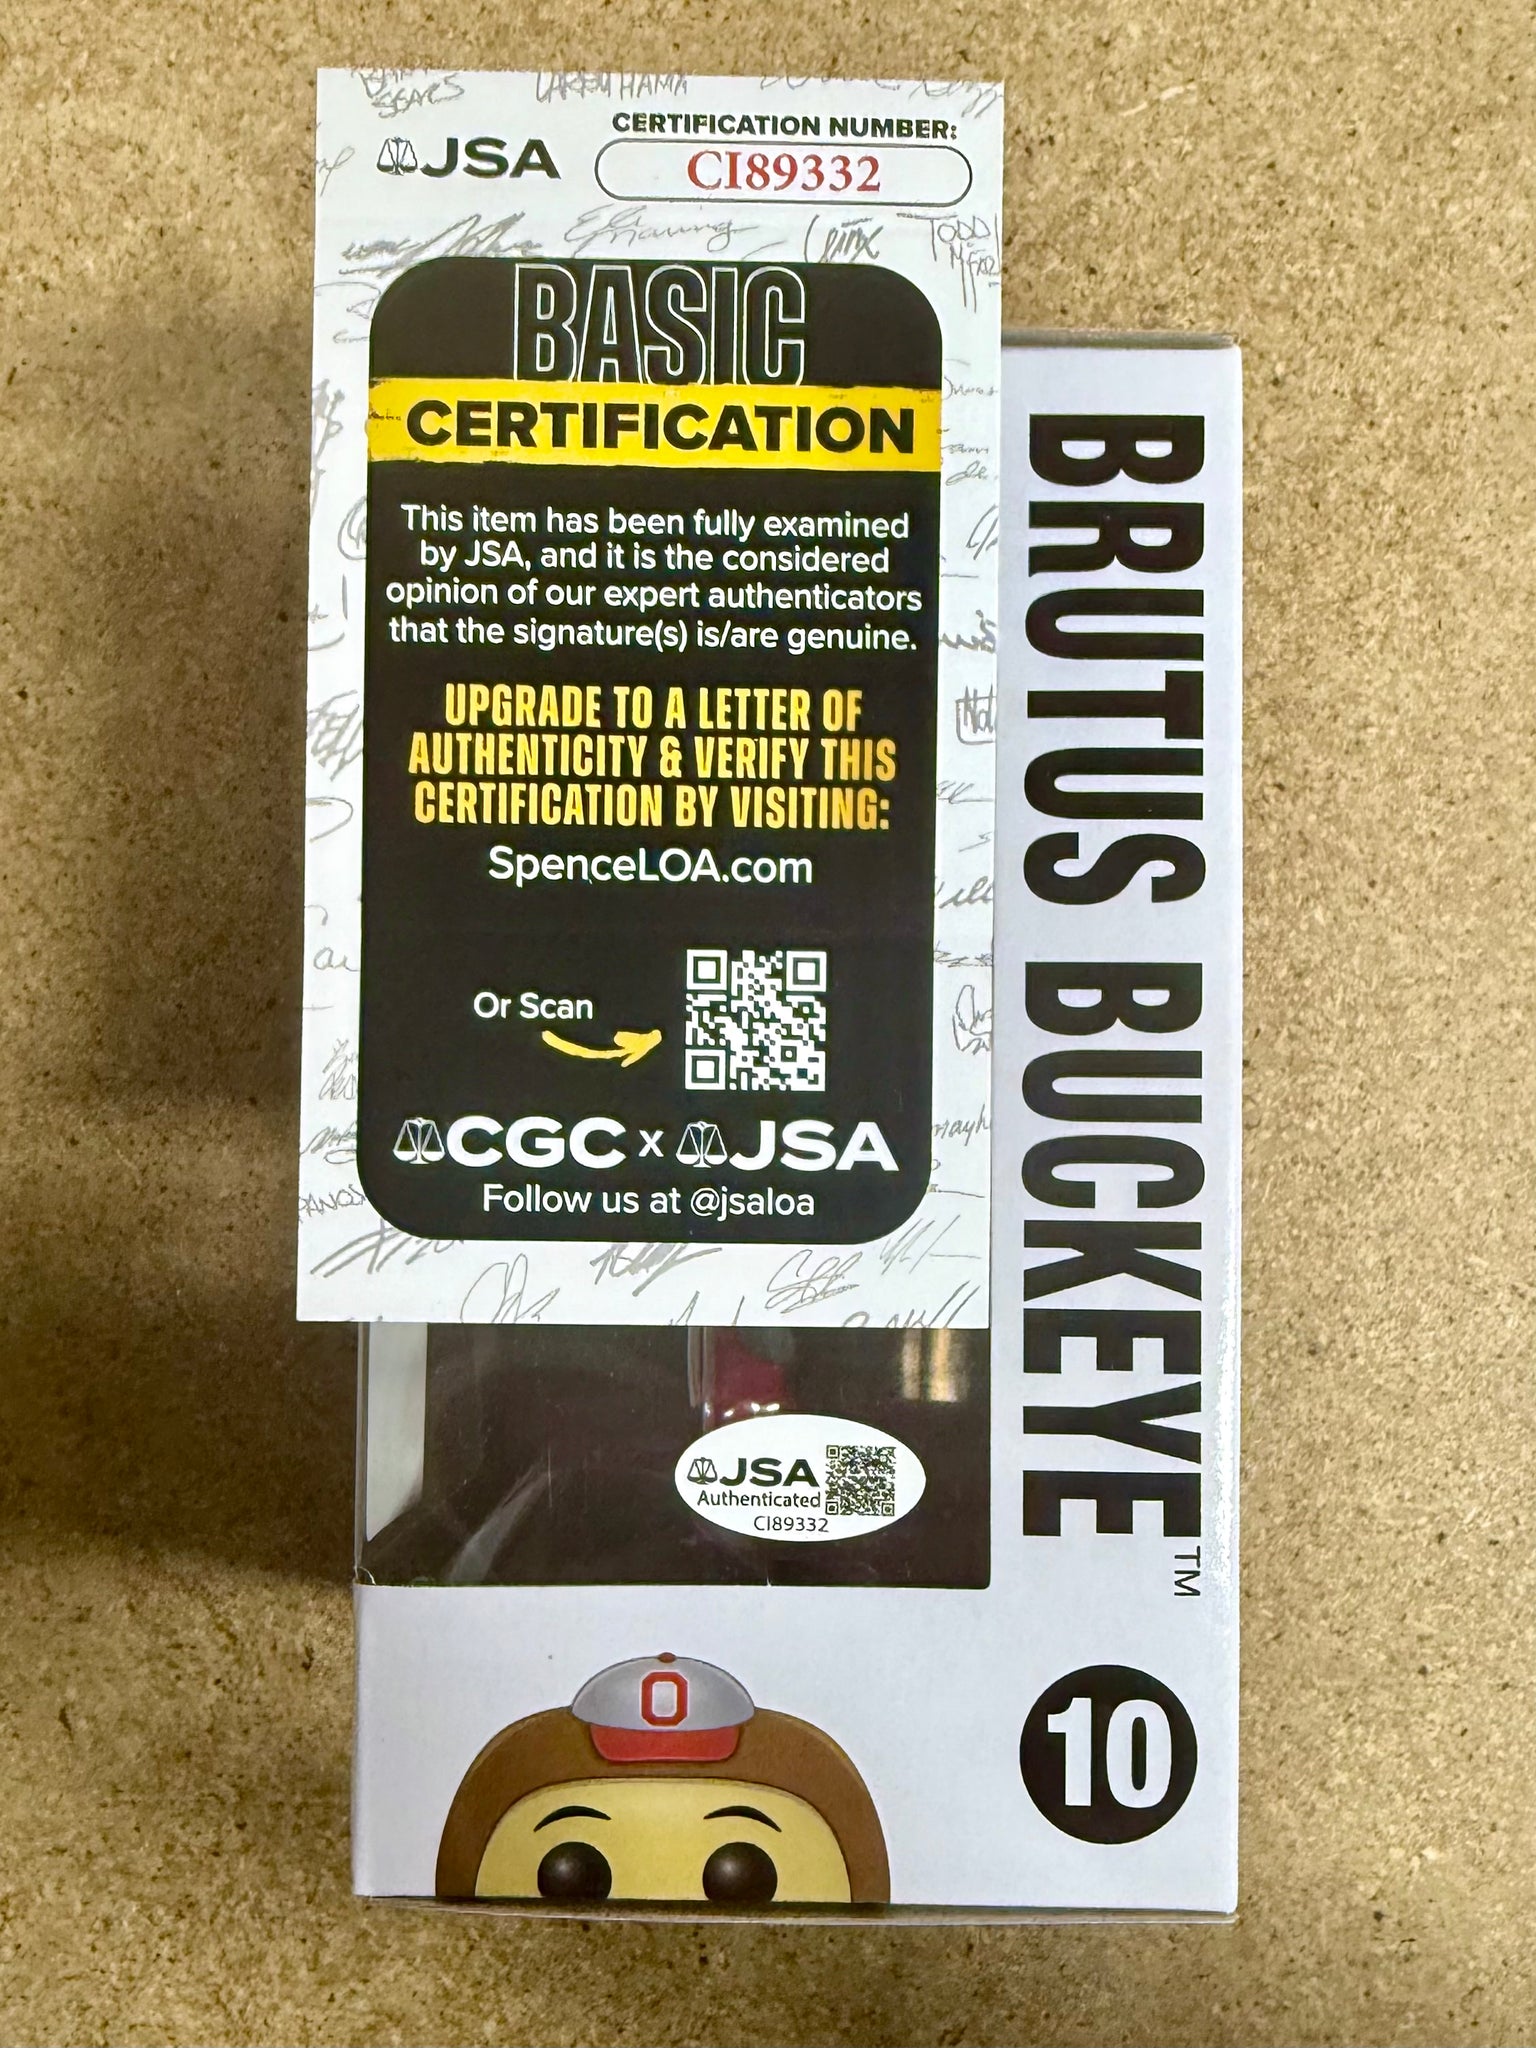 JSA
CERTIFICATION NUMBER:
CI89332
BASIC
CERTIFICATION
This item has been fully examined
by JSA, and it is the considered
opinion of our expert authenticators
that the signature(s) is/are genuine.
UPGRADE TO A LETTER OF
AUTHENTICITY & VERIFY THIS
CERTIFICATION BY VISITING:
SpenceLOA.com
Or Scan
CGC x JSA
Follow us at @jsaloa
JSA
Authenticated
CI89332
BRUTUS BUCKEYE™
10
O